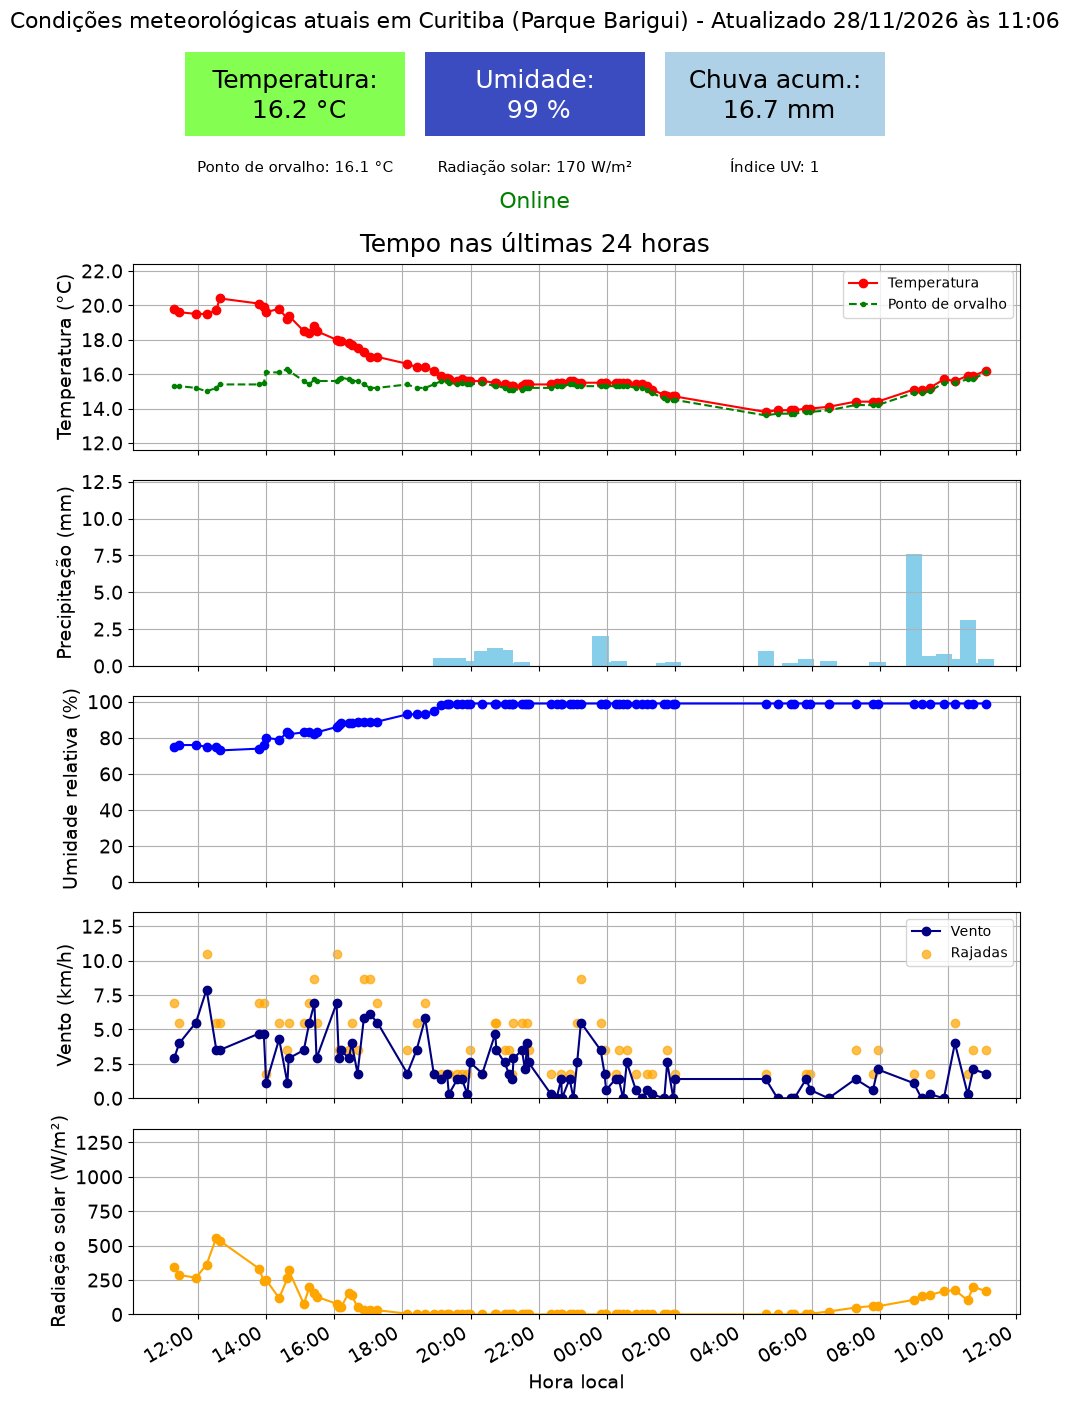 Condições meteorológicas atuais em Curitiba (Parque Barigui) - Atualizado 28/11/2026 às 11:06
Temperatura:
16.2 °C
Umidade:
99 %
Chuva acum.:
16.7 mm
Ponto de orvalho: 16.1 °C
Radiação solar: 170 W/m²
Índice UV: 1
Online
Tempo nas últimas 24 horas
Temperatura (°C)
22.0
20.0
18.0
16.0
14.0
12.0
Temperatura
Ponto de orvalho
Precipitação (mm)
12.5
10.0
7.5
5.0
2.5
0.0
Umidade relativa (%)
100
80
60
40
20
0
Vento (km/h)
12.5
10.0
7.5
5.0
2.5
0.0
Vento
Rajadas
Radiação solar (W/m²)
1250
1000
750
500
250
0
12:00
14:00
16:00
18:00
20:00
22:00
00:00
02:00
04:00
06:00
08:00
10:00
12:00
Hora local